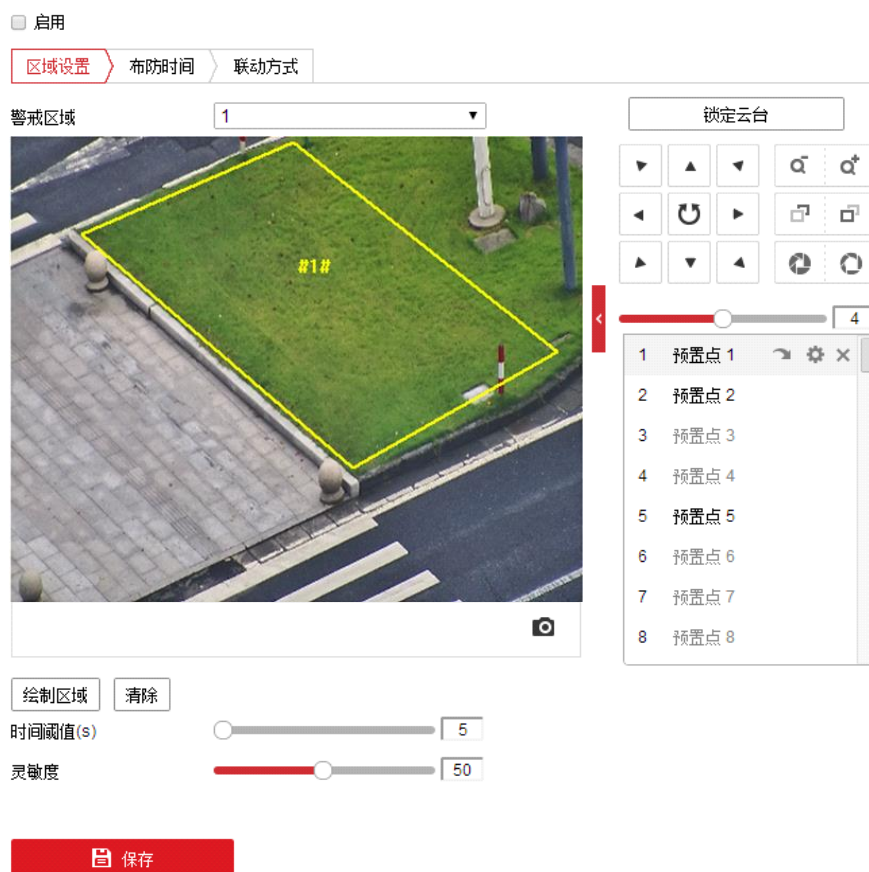 启用
区域设置 布防时间 联动方式
警戒区域 1
锁定云台
#1#
4
1 预置点 1
2 预置点 2
3 预置点 3
4 预置点 4
5 预置点 5
6 预置点 6
7 预置点 7
8 预置点 8
绘制区域 清除
时间阈值(s) 5
灵敏度 50
保存